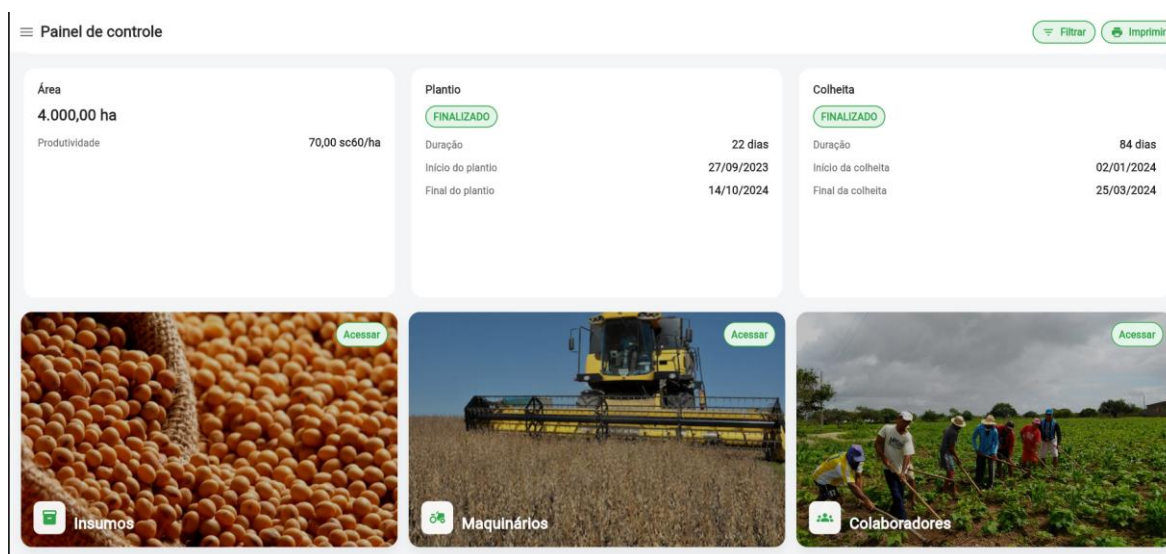 Painel de controle
Filtrar
Imprimir
Área
4.000,00 ha
Produtividade 70,00 sc60/ha
Plantio
FINALIZADO
Duração 22 dias
Início do plantio 27/09/2023
Final do plantio 14/10/2024
Colheita
FINALIZADO
Duração 84 dias
Início da colheita 02/01/2024
Final da colheita 25/03/2024
Acessar
Insumos
Acessar
Maquinários
Acessar
Colaboradores